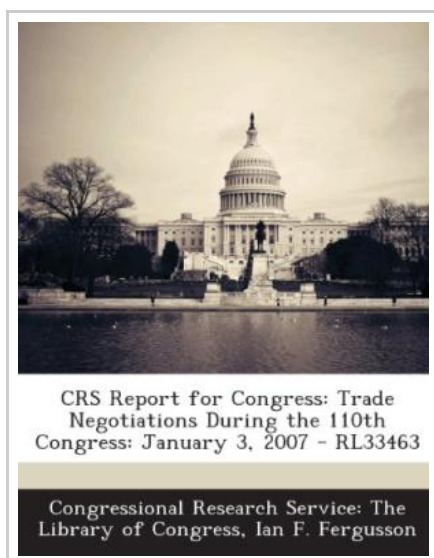 CRS Report for Congress: Trade
Negotiations During the 110th
Congress: January 3, 2007 - RL33463
Congressional Research Service: The
Library of Congress, Ian F. Fergusson